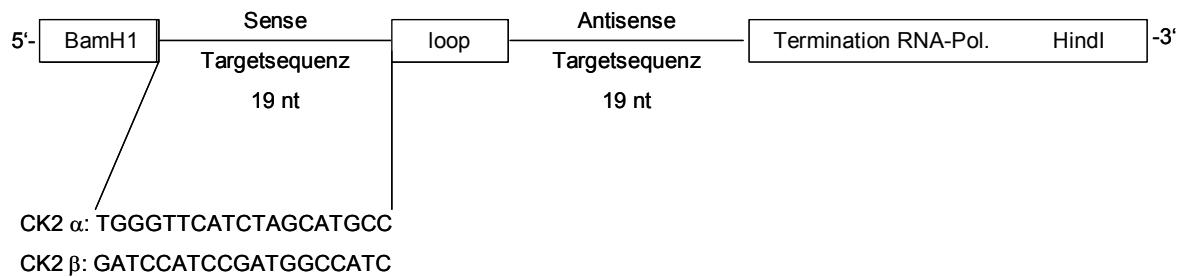 Sense Antisense
5‘- BamH1 loop Termination RNA-Pol. HindI -3‘
Targetsequenz Targetsequenz
19 nt 19 nt
CK2 α: TGGGTTCATCTAGCATGCC
CK2 β: GATCCATCCGATGGCCATC